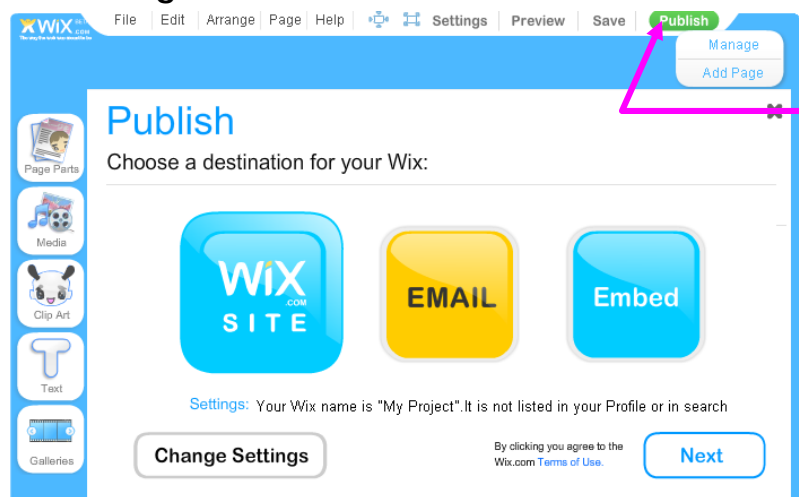 File Edit Arrange Page Help Settings Preview Save Publish
WiX
.COM
Manage
Add Page
Publish
Choose a destination for your Wix:
Page Parts
Media
Clip Art
Text
Galleries
WiX
.COM
SITE
EMAIL
Embed
Settings: Your Wix name is "My Project".It is not listed in your Profile or in search
Change Settings
By clicking you agree to the
Wix.com Terms of Use.
Next